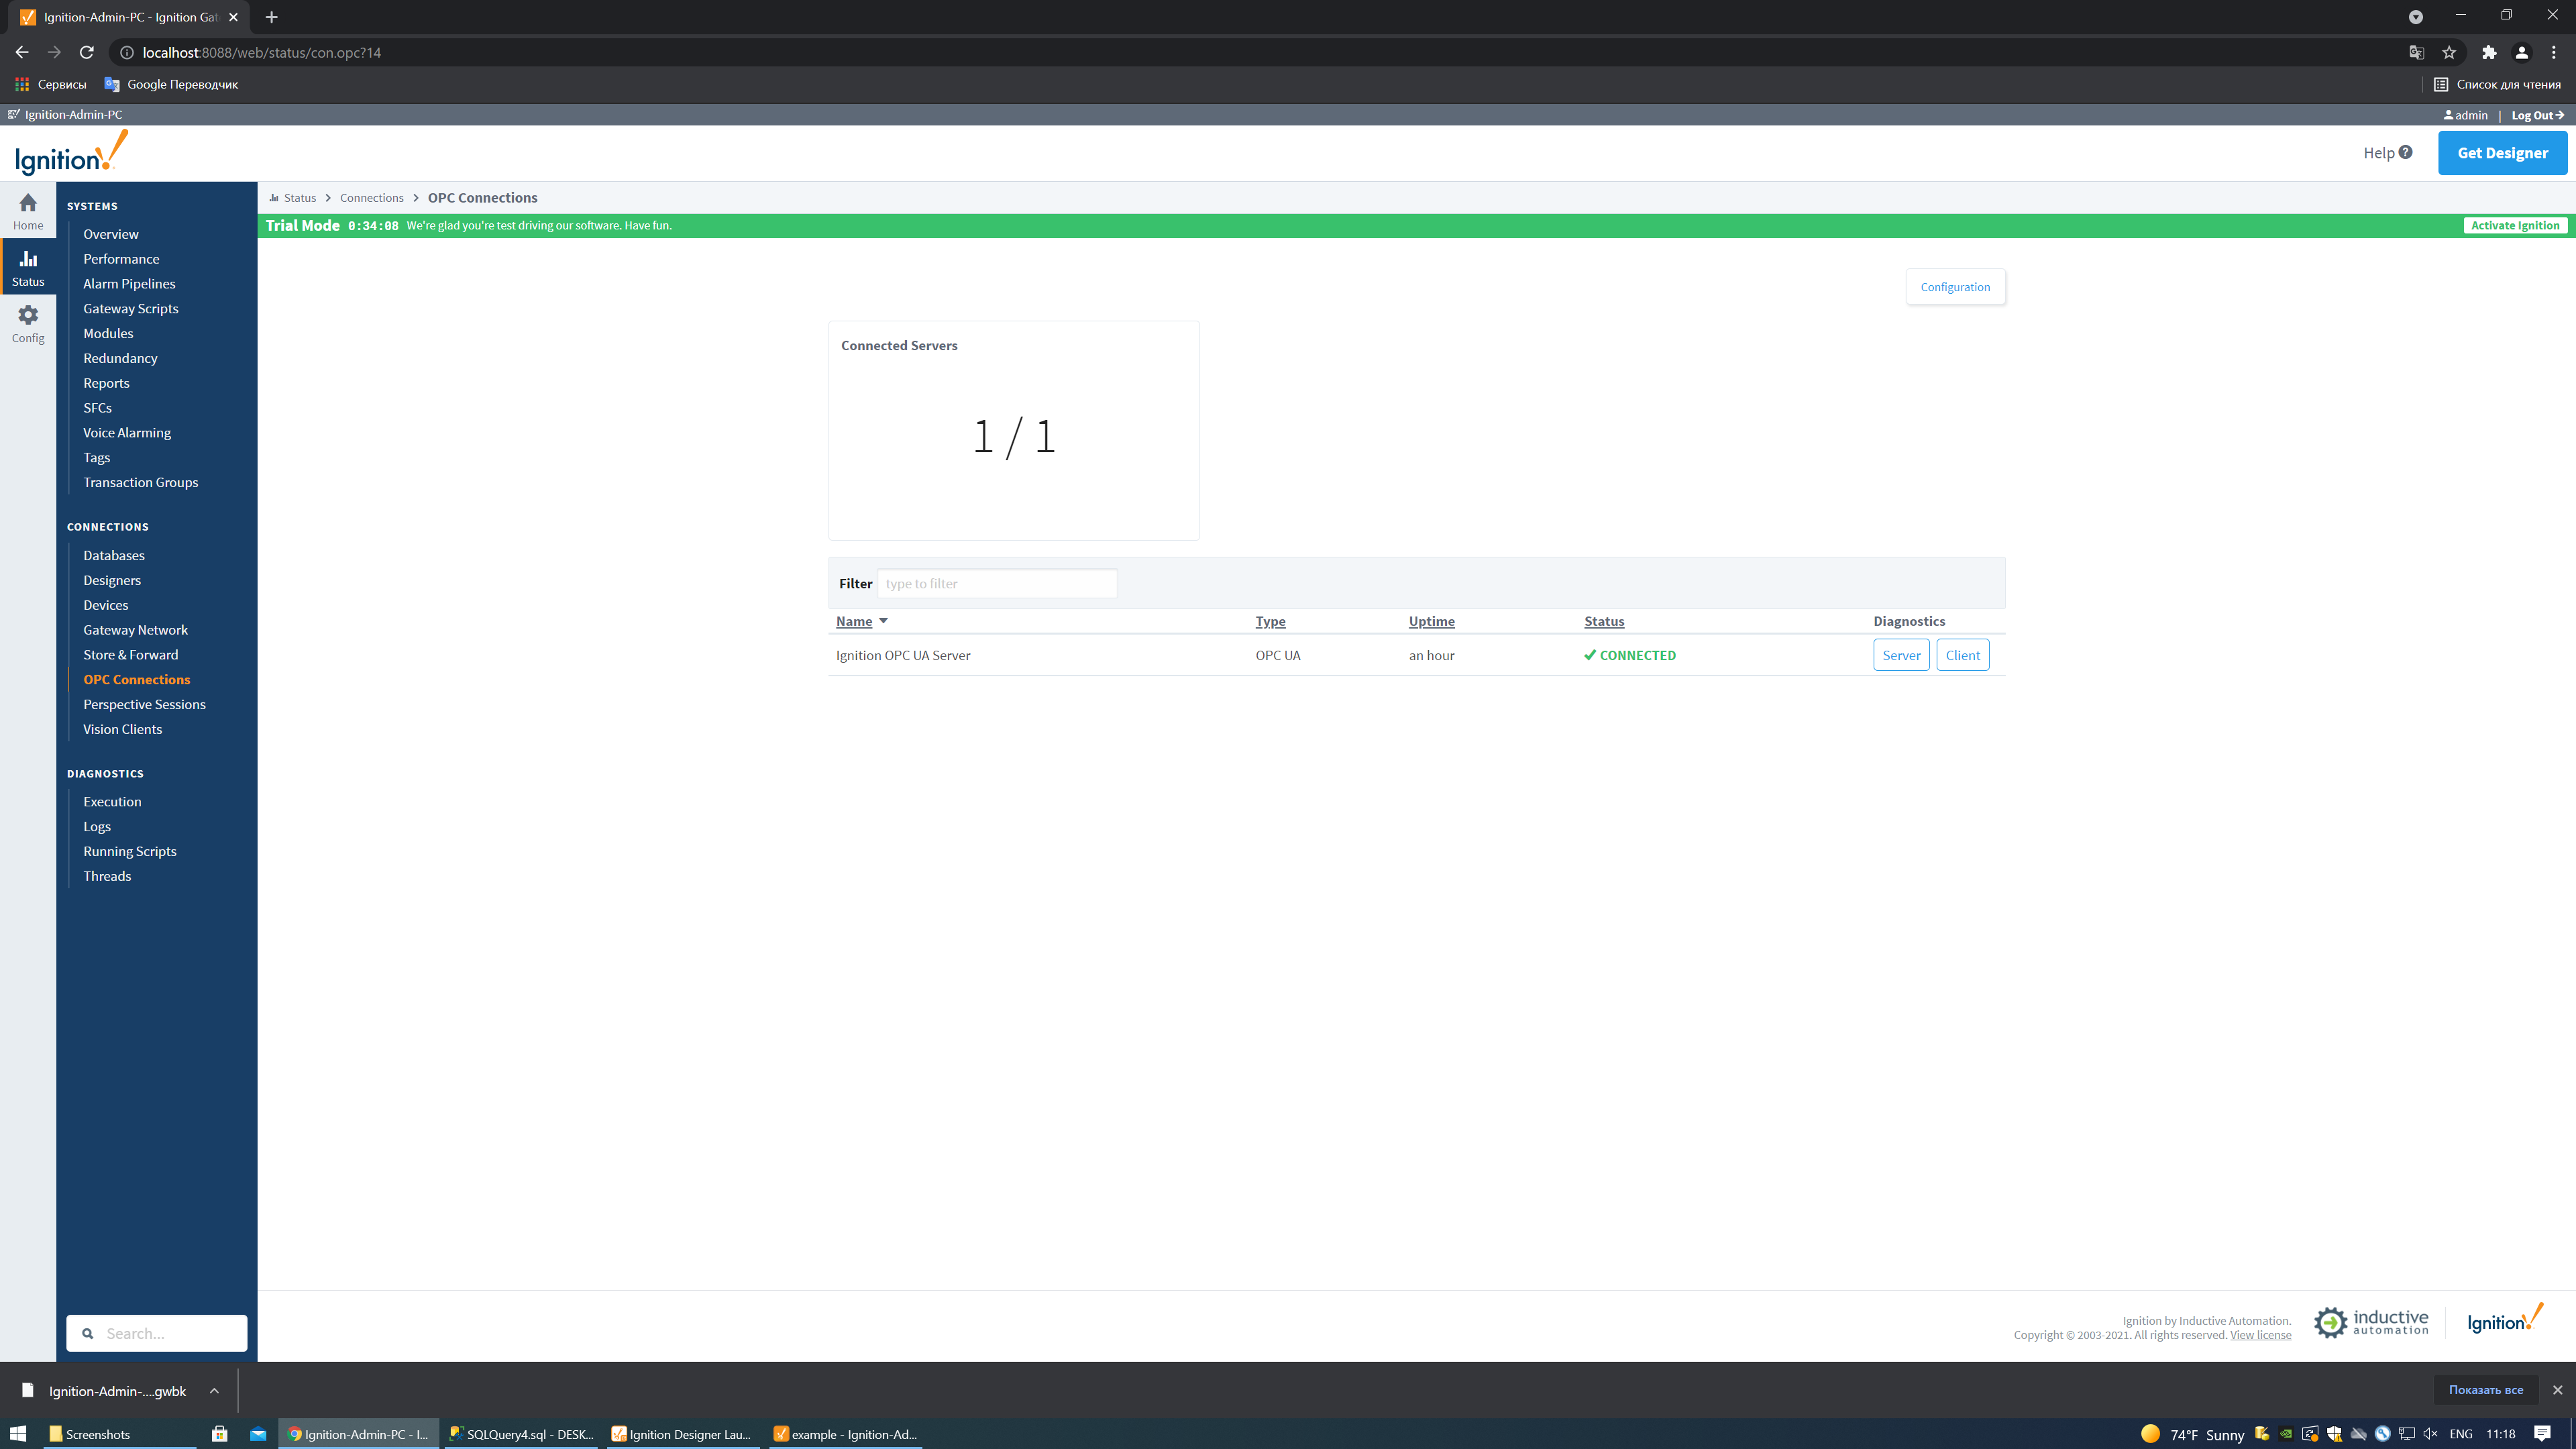 Ignition-Admin-PC - Ignition Gat
localhost:8088/web/status/con.opc?14
Сервисы
Google Переводчик
Список для чтения
Ignition-Admin-PC
admin | Log Out
Ignition!
Help
Get Designer
Home
Status
Config
SYSTEMS
Overview
Performance
Alarm Pipelines
Gateway Scripts
Modules
Redundancy
Reports
SFCs
Voice Alarming
Tags
Transaction Groups
CONNECTIONS
Databases
Designers
Devices
Gateway Network
Store & Forward
OPC Connections
Perspective Sessions
Vision Clients
DIAGNOSTICS
Execution
Logs
Running Scripts
Threads
Search...
Status > Connections > OPC Connections
Trial Mode 0:34:08 We're glad you're test driving our software. Have fun.
Activate Ignition
Configuration
Connected Servers
1 / 1
Filter type to filter
Name Type Uptime Status Diagnostics
Ignition OPC UA Server OPC UA an hour CONNECTED Server Client
Ignition by Inductive Automation.
Copyright © 2003-2021. All rights reserved. View license
inductive
automation
Ignition!
Ignition-Admin-....gwbk
Показать все
Screenshots
Ignition-Admin-PC - I...
SQLQuery4.sql - DESK...
Ignition Designer Lau...
example - Ignition-Ad...
74°F Sunny
ENG
11:18